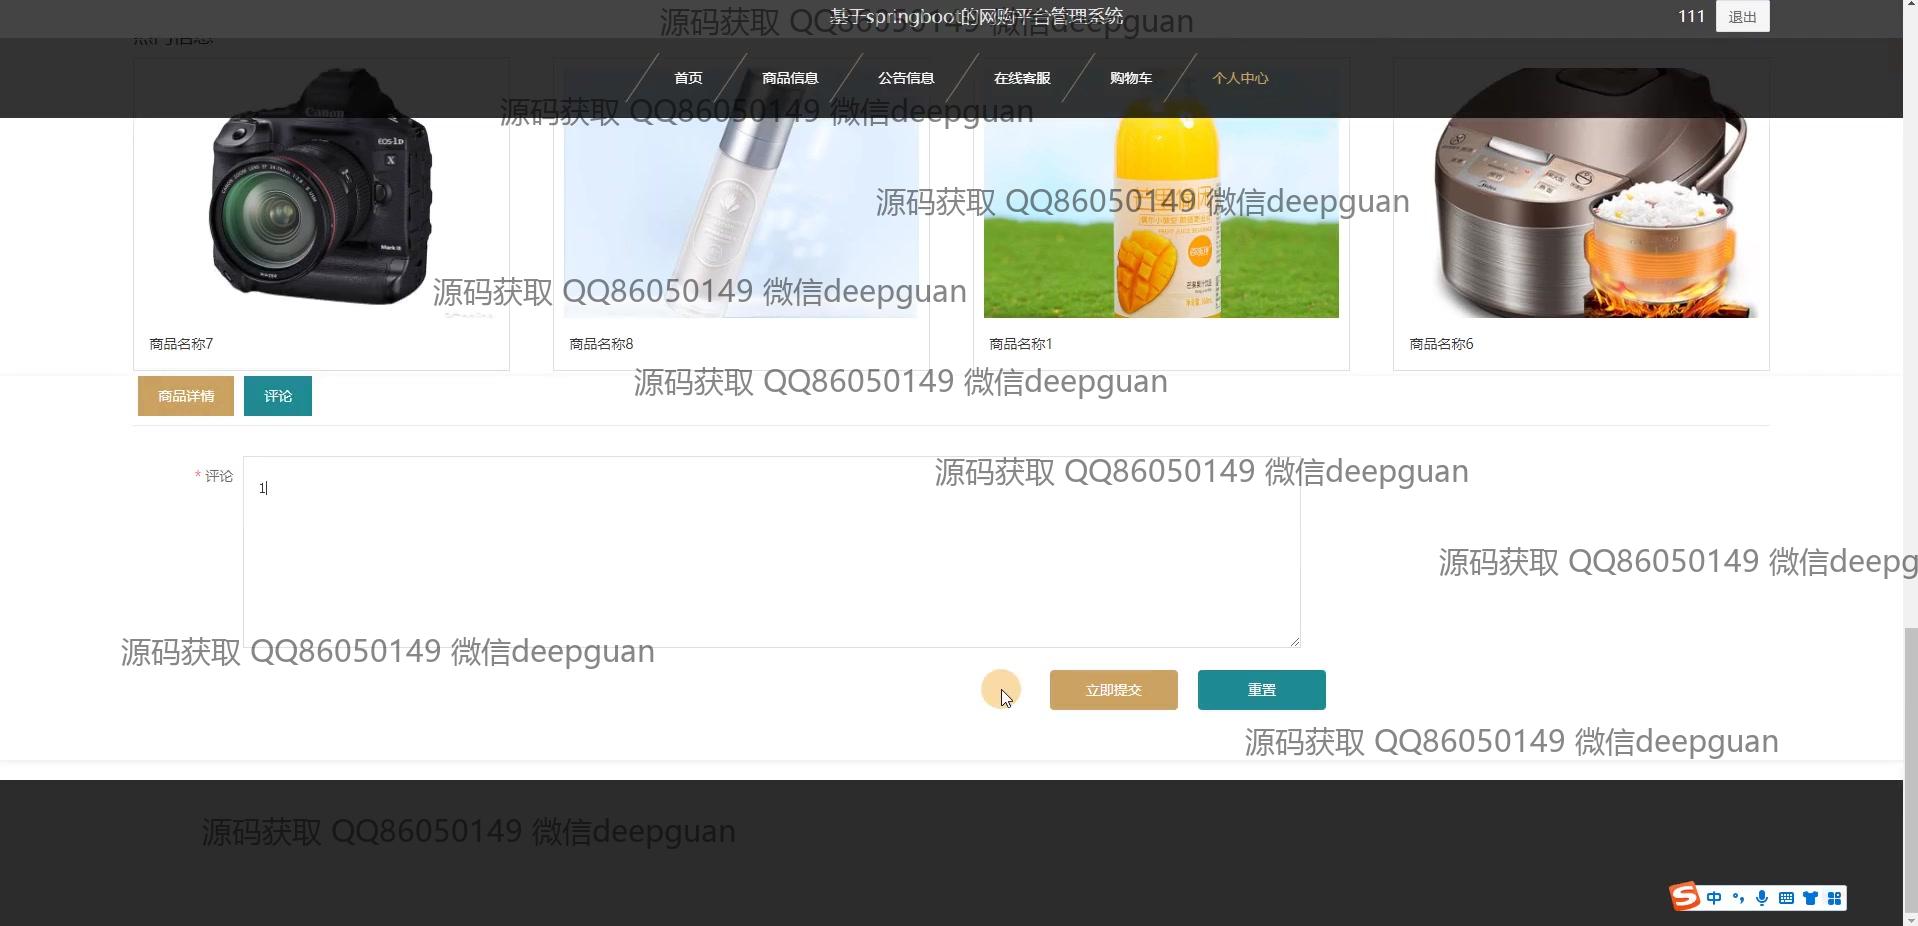 基于springboot的网购平台管理系统
111
退出
源码获取 QQ86050149 微信deepguan
热门信息
首页
商品信息
公告信息
在线客服
购物车
个人中心
源码获取 QQ86050149 微信deepguan
Canon
EOS-1D
X
Mark III
源码获取 QQ86050149 微信deepguan
源码获取 QQ86050149 微信deepguan
Midea
商品名称7
商品名称8
商品名称1
商品名称6
源码获取 QQ86050149 微信deepguan
商品详情
评论
* 评论
1
源码获取 QQ86050149 微信deepguan
源码获取 QQ86050149 微信deepg
源码获取 QQ86050149 微信deepguan
立即提交
重置
源码获取 QQ86050149 微信deepguan
源码获取 QQ86050149 微信deepguan
中